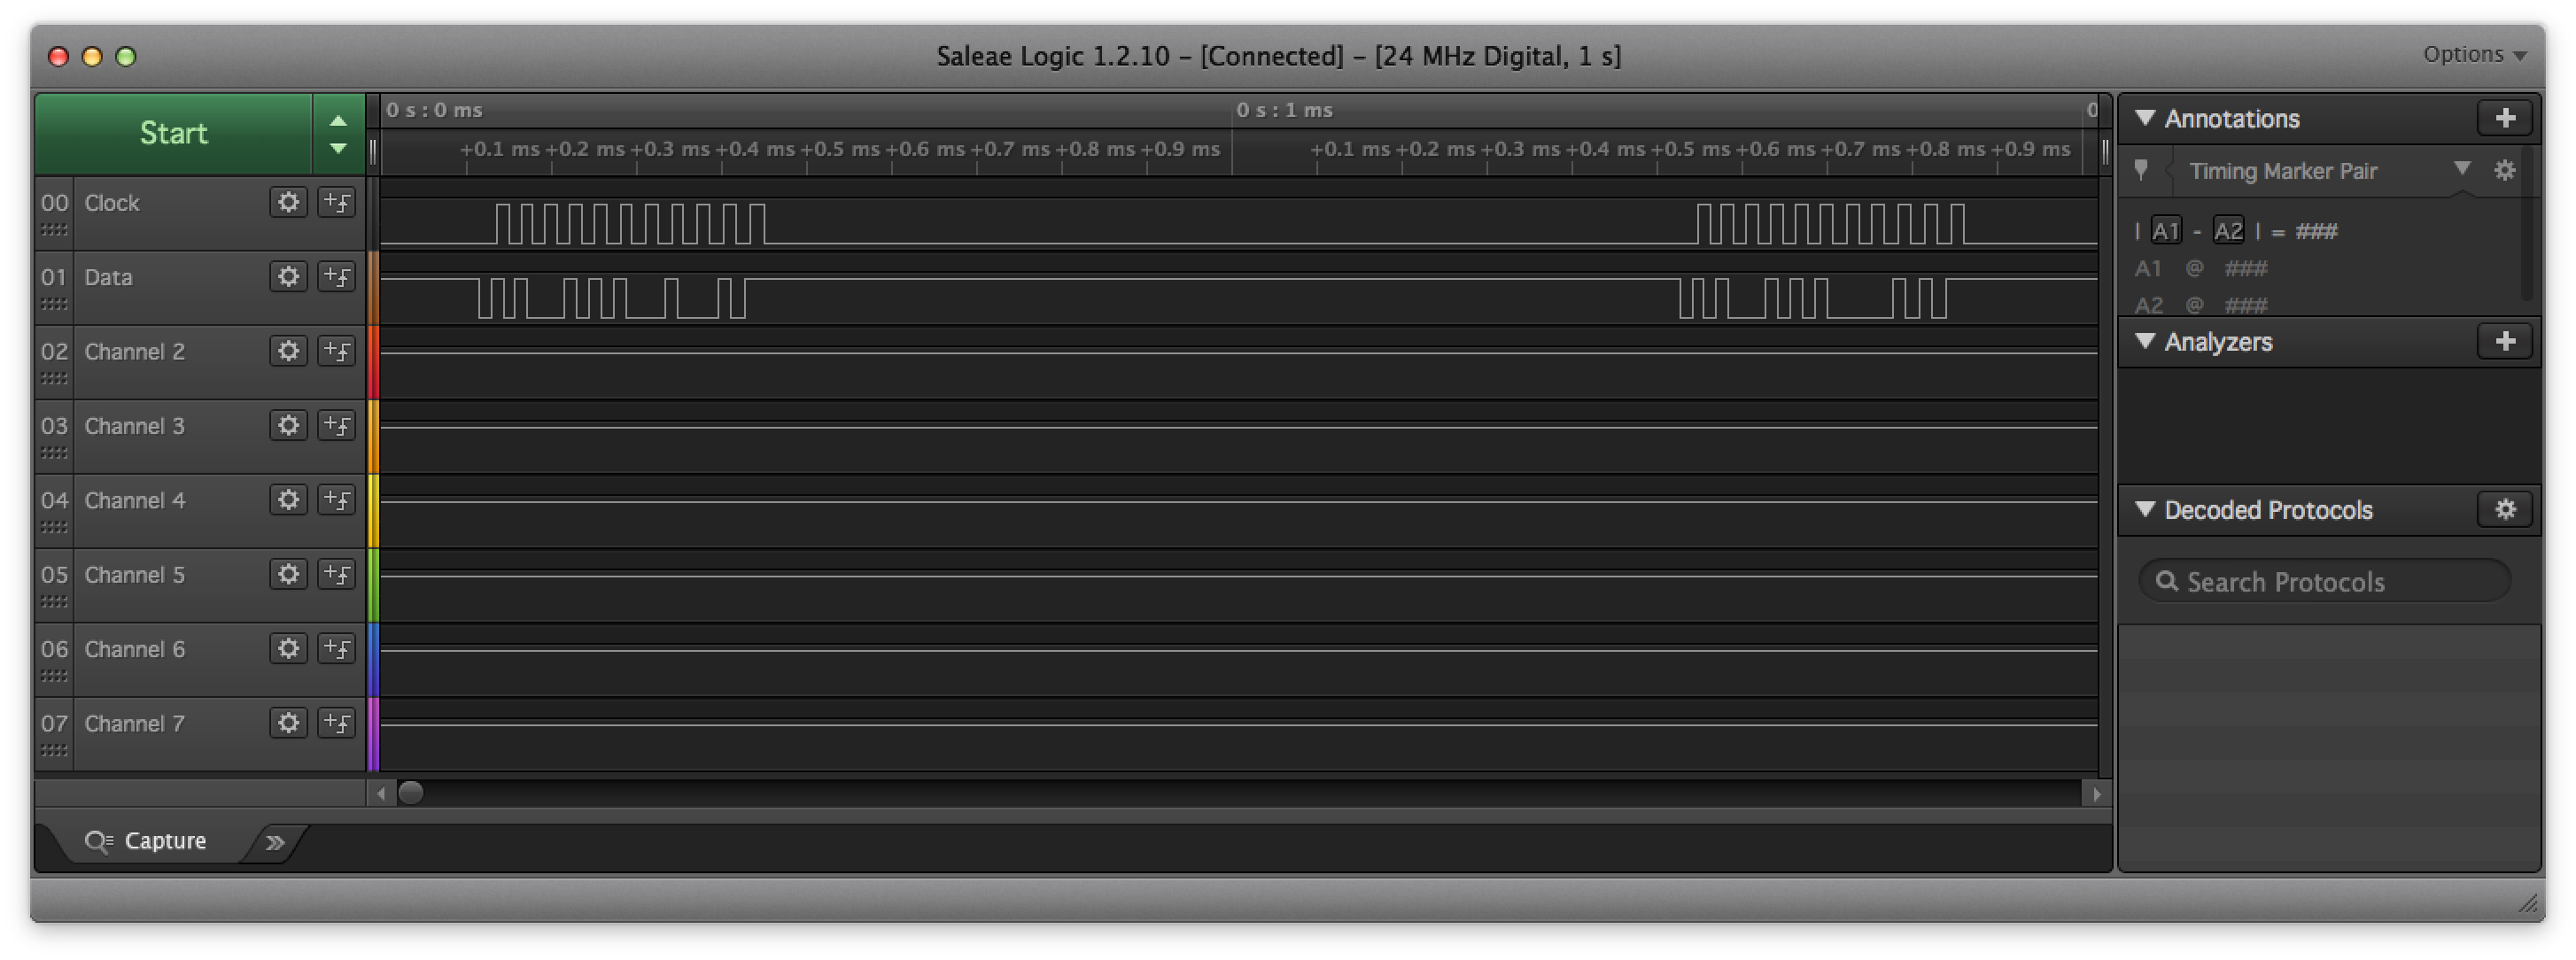 Saleae Logic 1.2.10 – [Connected] – [24 MHz Digital, 1 s]
Options
Start
0 s : 0 ms
0 s : 1 ms
0
+0.1 ms +0.2 ms +0.3 ms +0.4 ms +0.5 ms +0.6 ms +0.7 ms +0.8 ms +0.9 ms
+0.1 ms +0.2 ms +0.3 ms +0.4 ms +0.5 ms +0.6 ms +0.7 ms +0.8 ms +0.9 ms
00 Clock
01 Data
02 Channel 2
03 Channel 3
04 Channel 4
05 Channel 5
06 Channel 6
07 Channel 7
Capture
Annotations
Timing Marker Pair
| A1 - A2 | = ###
A1 @ ###
A2 @ ###
Analyzers
Decoded Protocols
Search Protocols